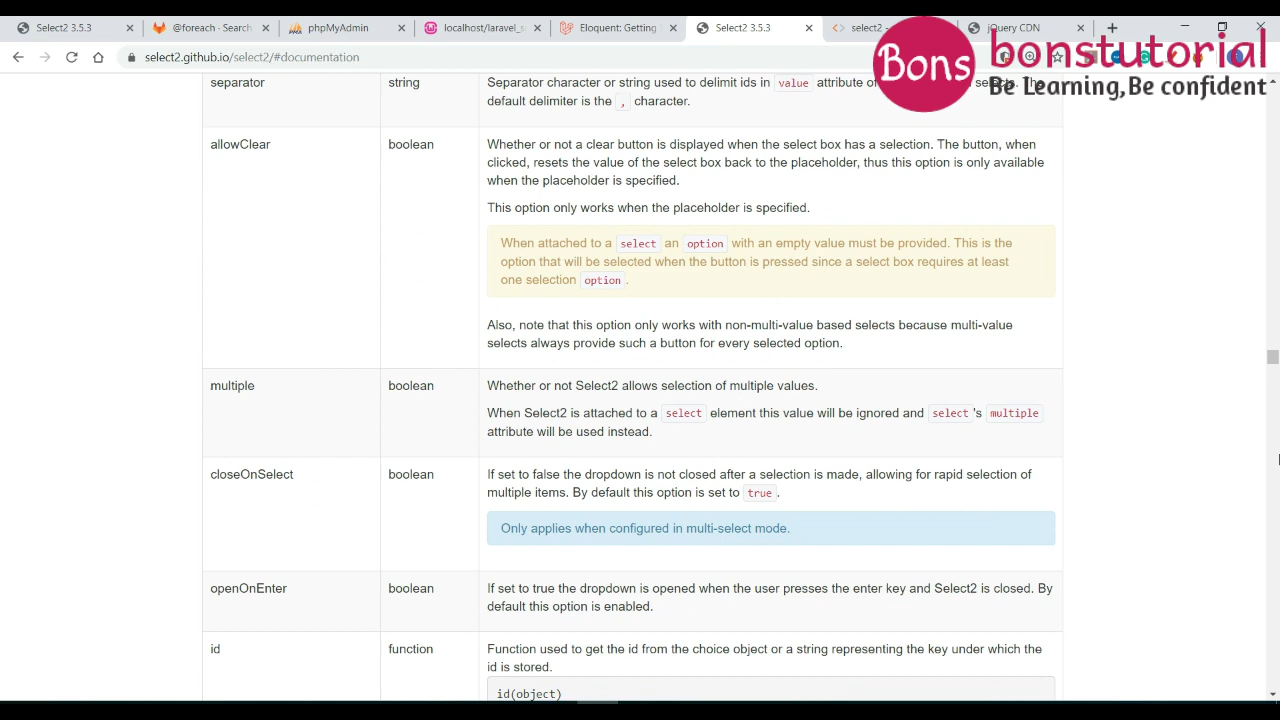 Select2 3.5.3
@foreach - Search
phpMyAdmin
localhost/laravel_s
Eloquent: Getting
Select2 3.5.3
select2 -
jQuery CDN
select2.github.io/select2/#documentation
Bons
bonstutorial
Be Learning,Be confident
separator
string
Separator character or string used to delimit ids in value attribute of selects. The
default delimiter is the , character.
allowClear
boolean
Whether or not a clear button is displayed when the select box has a selection. The button, when
clicked, resets the value of the select box back to the placeholder, thus this option is only available
when the placeholder is specified.
This option only works when the placeholder is specified.
When attached to a select an option with an empty value must be provided. This is the
option that will be selected when the button is pressed since a select box requires at least
one selection option .
Also, note that this option only works with non-multi-value based selects because multi-value
selects always provide such a button for every selected option.
multiple
boolean
Whether or not Select2 allows selection of multiple values.
When Select2 is attached to a select element this value will be ignored and select 's multiple
attribute will be used instead.
closeOnSelect
boolean
If set to false the dropdown is not closed after a selection is made, allowing for rapid selection of
multiple items. By default this option is set to true .
Only applies when configured in multi-select mode.
openOnEnter
boolean
If set to true the dropdown is opened when the user presses the enter key and Select2 is closed. By
default this option is enabled.
id
function
Function used to get the id from the choice object or a string representing the key under which the
id is stored.
id(object)